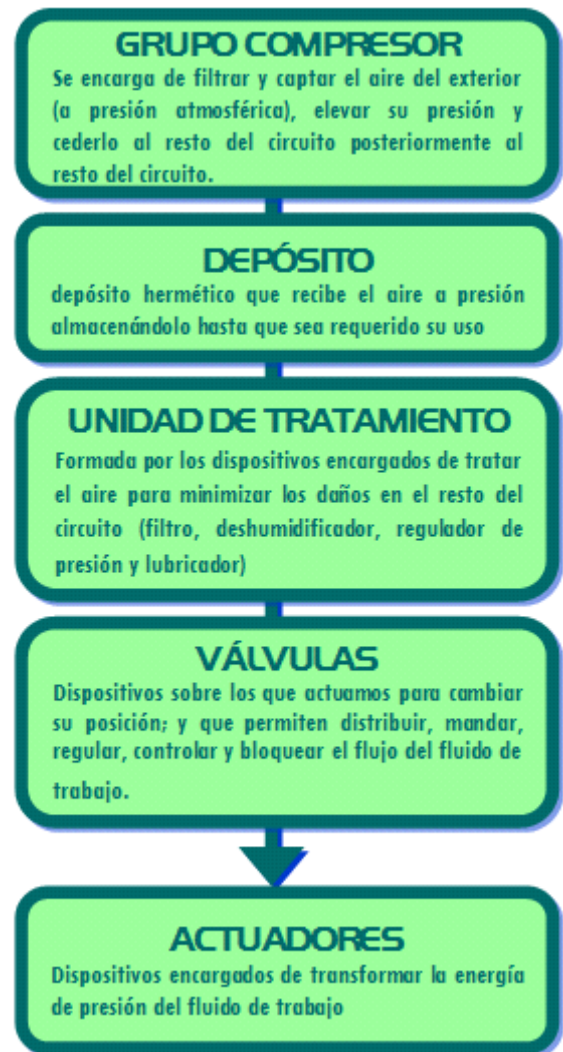 GRUPO COMPRESOR
Se encarga de filtrar y captar el aire del exterior
(a presión atmosférica), elevar su presión y
cederlo al resto del circuito posteriormente al
resto del circuito.
DEPÓSITO
depósito hermético que recibe el aire a presión
almacenándolo hasta que sea requerido su uso
UNIDAD DE TRATAMIENTO
Formada por los dispositivos encargados de tratar
el aire para minimizar los daños en el resto del
circuito (filtro, deshumidificador, regulador de
presión y lubricador)
VÁLVULAS
Dispositivos sobre los que actuamos para cambiar
su posición; y que permiten distribuir, mandar,
regular, controlar y bloquear el flujo del fluido de
trabajo.
ACTUADORES
Dispositivos encargados de transformar la energía
de presión del fluido de trabajo